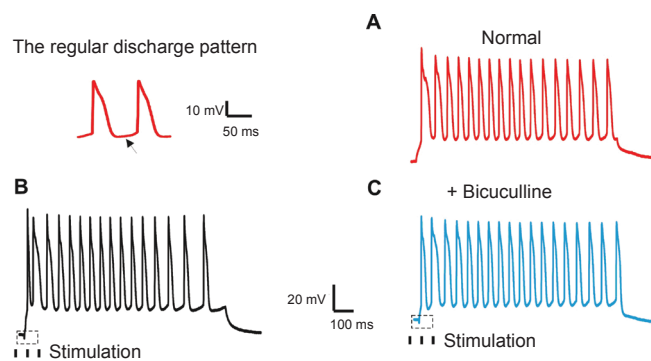 A
The regular discharge pattern
Normal
10 mV
50 ms
B
C
+ Bicuculline
20 mV
100 ms
Stimulation
Stimulation